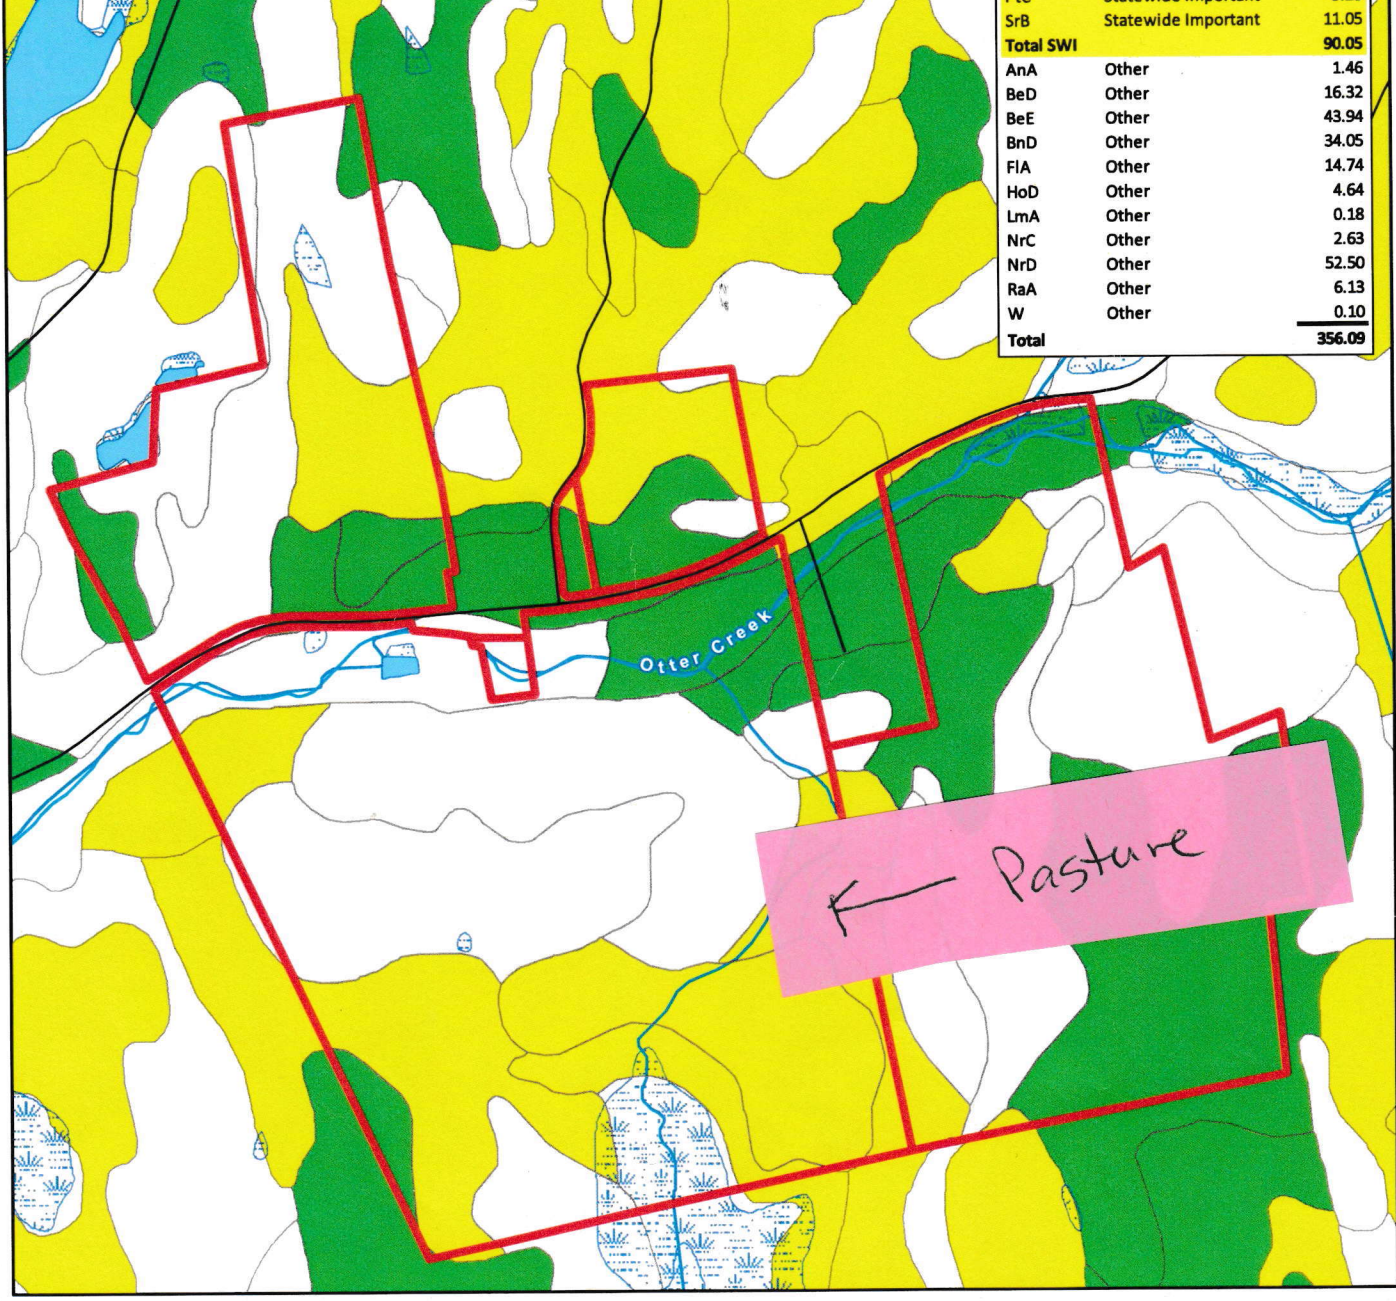 SrB Statewide Important 11.05
Total SWI 90.05
AnA Other 1.46
BeD Other 16.32
BeE Other 43.94
BnD Other 34.05
FlA Other 14.74
HoD Other 4.64
LmA Other 0.18
NrC Other 2.63
NrD Other 52.50
RaA Other 6.13
W Other 0.10
Total 356.09
Otter Creek
← Pasture